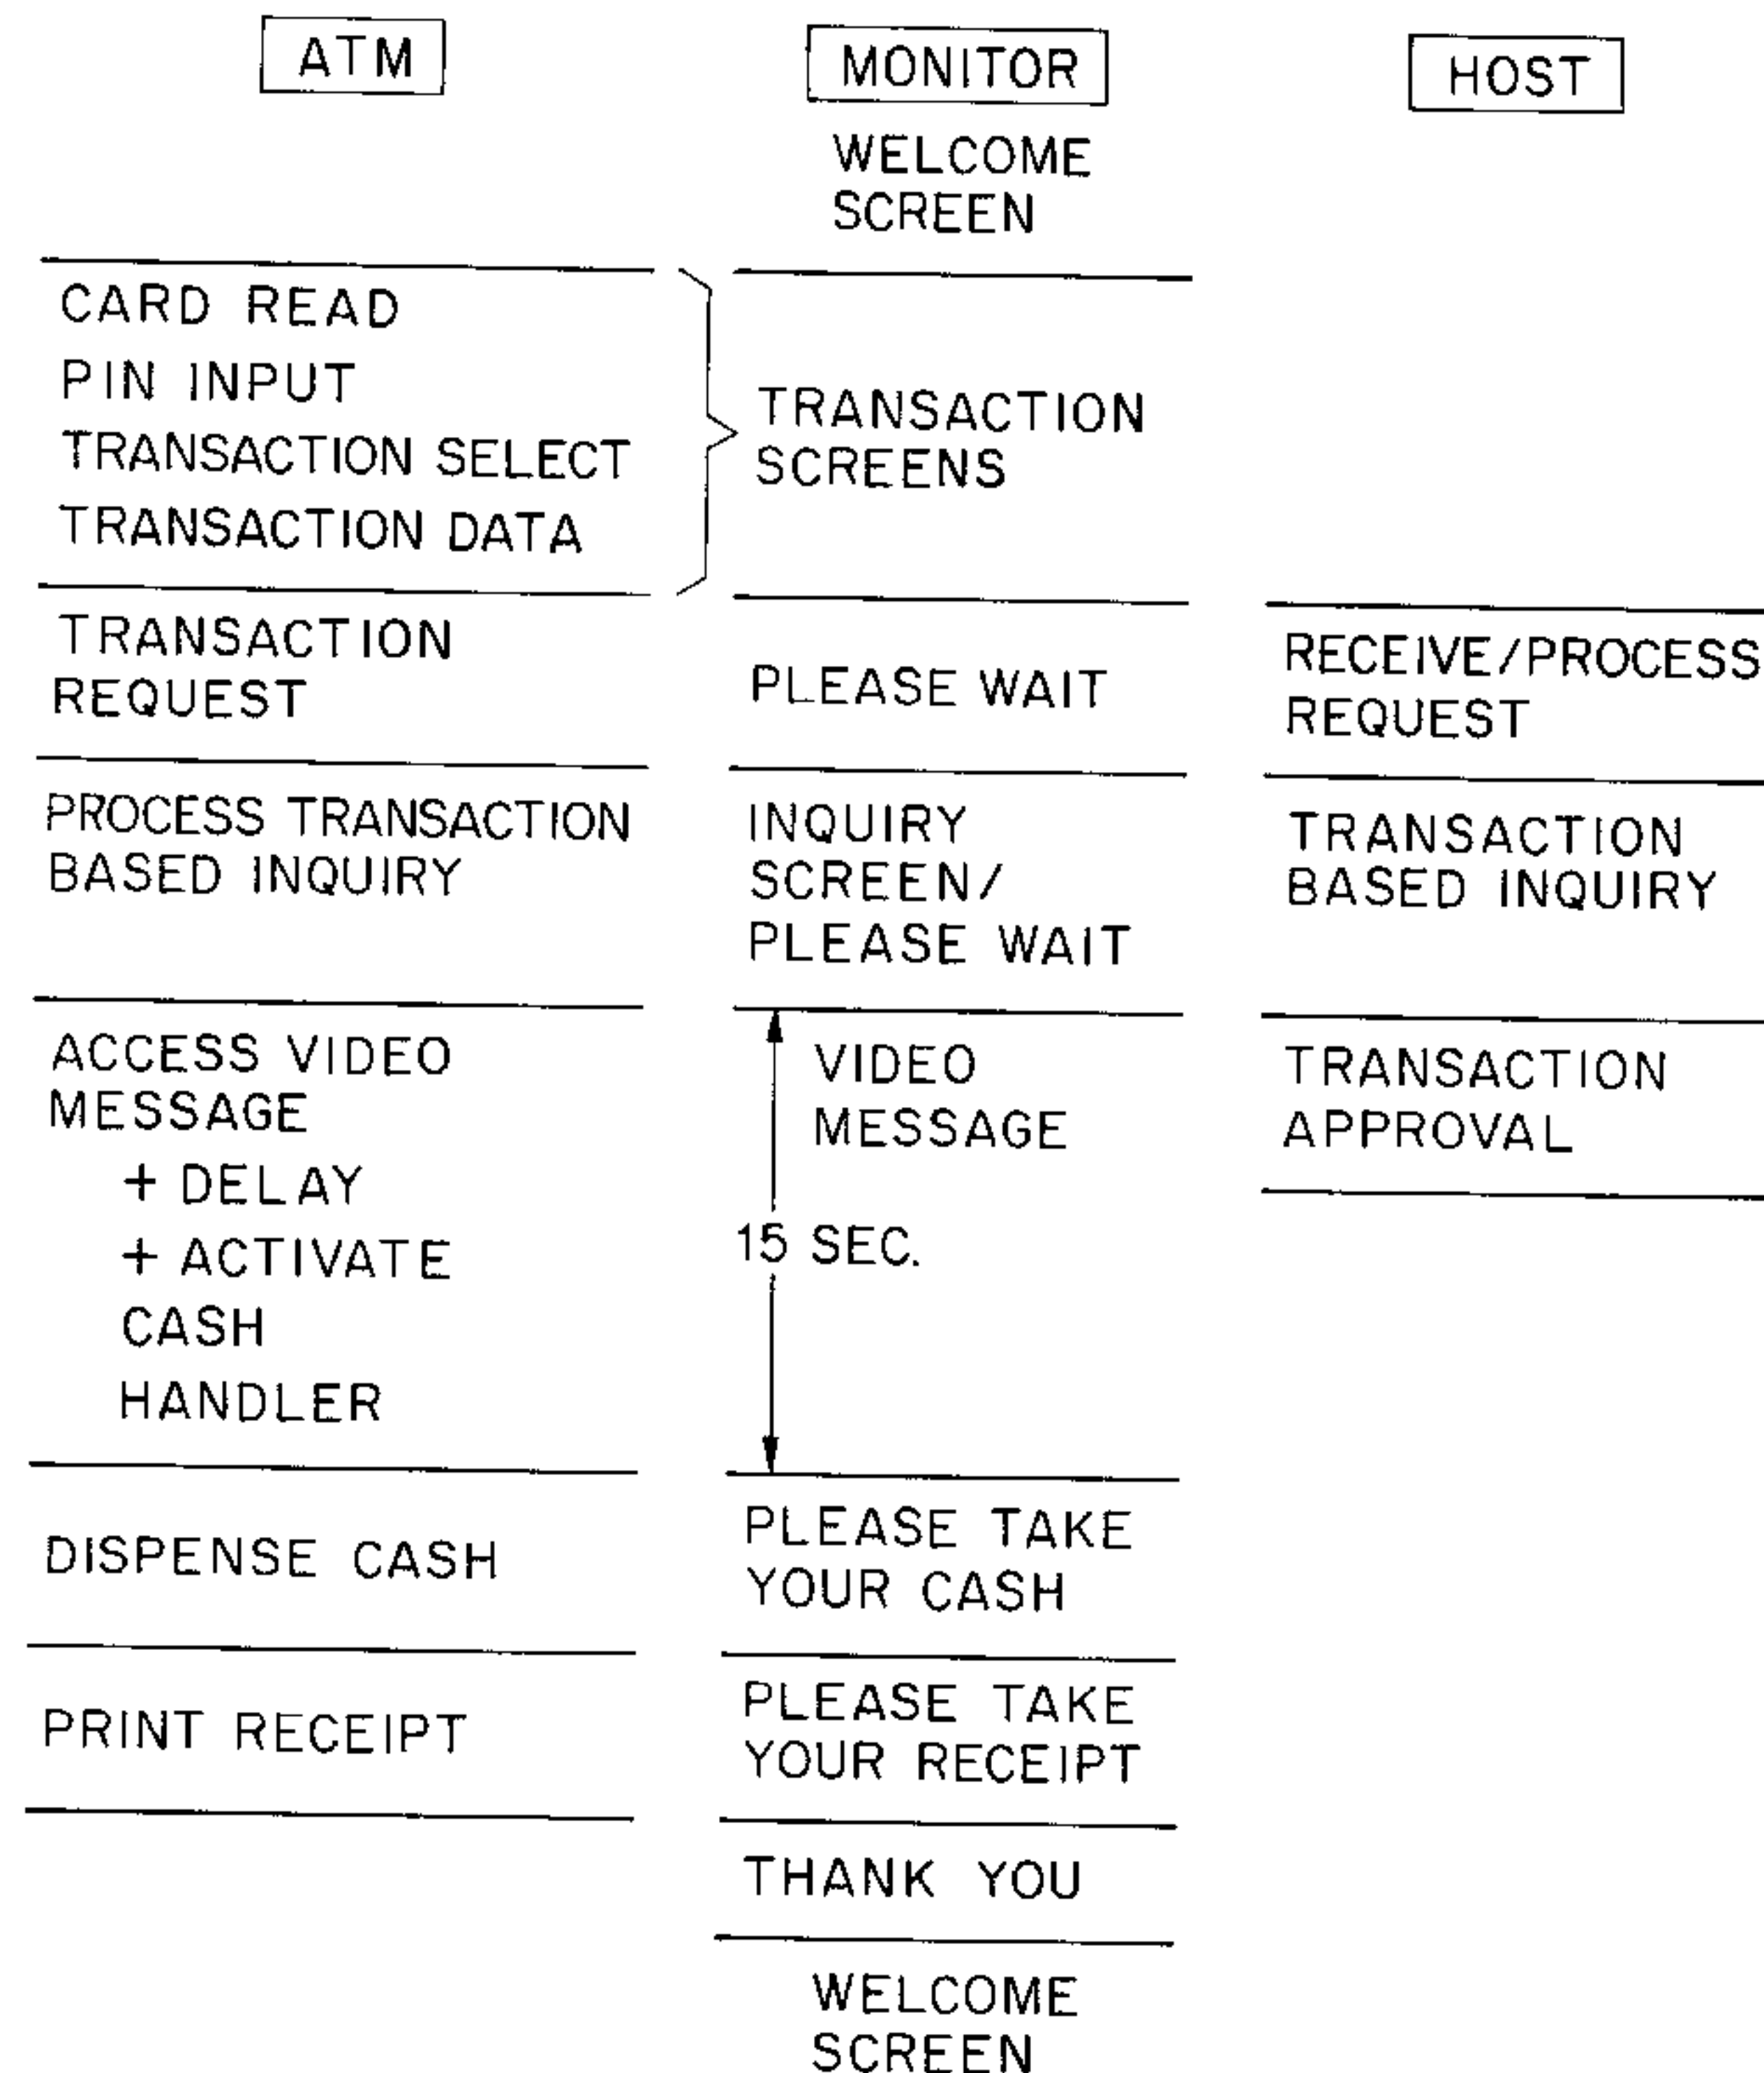 ATM
MONITOR
HOST
WELCOME
SCREEN
CARD READ
PIN INPUT
TRANSACTION SELECT
TRANSACTION DATA
TRANSACTION
SCREENS
TRANSACTION
REQUEST
PLEASE WAIT
RECEIVE/PROCESS
REQUEST
PROCESS TRANSACTION
BASED INQUIRY
INQUIRY
SCREEN/
PLEASE WAIT
TRANSACTION
BASED INQUIRY
ACCESS VIDEO
MESSAGE
+ DELAY
+ ACTIVATE
CASH
HANDLER
VIDEO
MESSAGE
15 SEC.
TRANSACTION
APPROVAL
DISPENSE CASH
PLEASE TAKE
YOUR CASH
PRINT RECEIPT
PLEASE TAKE
YOUR RECEIPT
THANK YOU
WELCOME
SCREEN